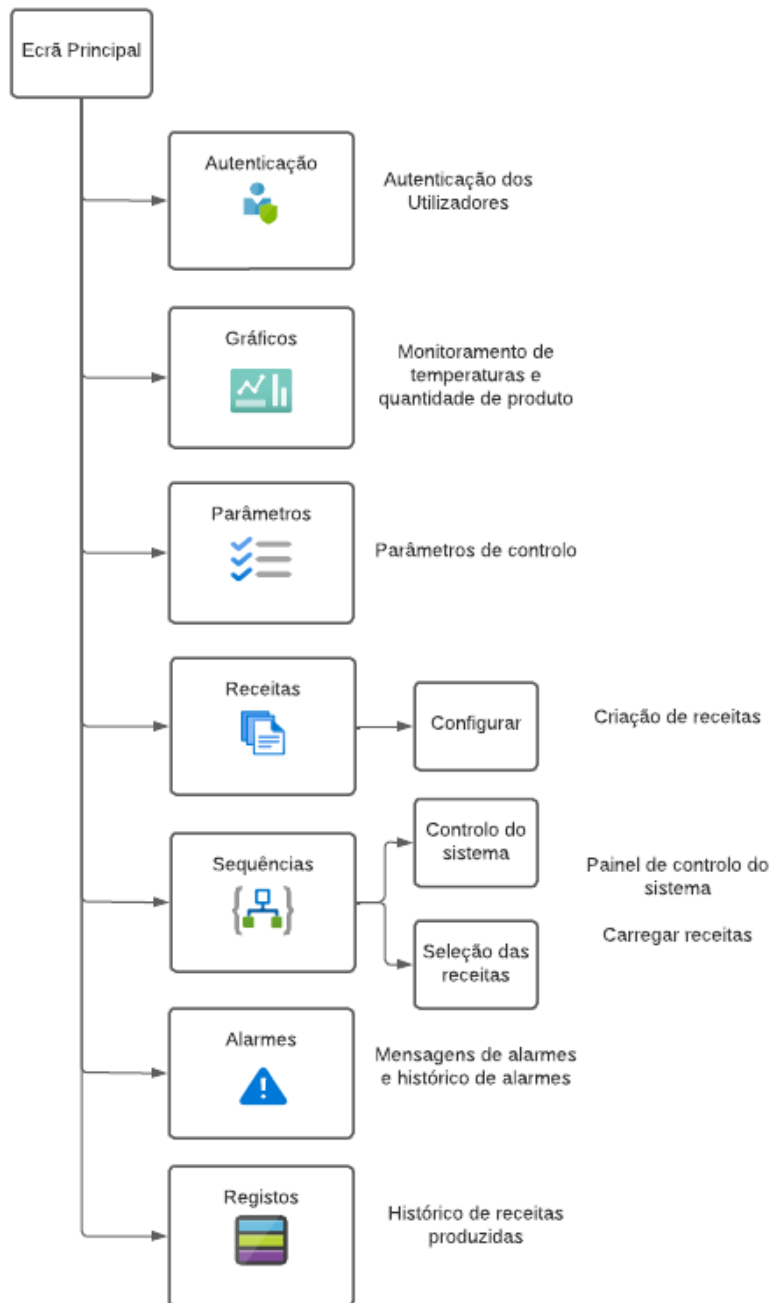 Ecrã Principal
Autenticação
Autenticação dos
Utilizadores
Gráficos
Monitoramento de
temperaturas e
quantidade de produto
Parâmetros
Parâmetros de controlo
Receitas
Configurar
Criação de receitas
Sequências
Controlo do
sistema
Painel de controlo do
sistema
Seleção das
receitas
Carregar receitas
Alarmes
Mensagens de alarmes
e histórico de alarmes
Registos
Histórico de receitas
produzidas